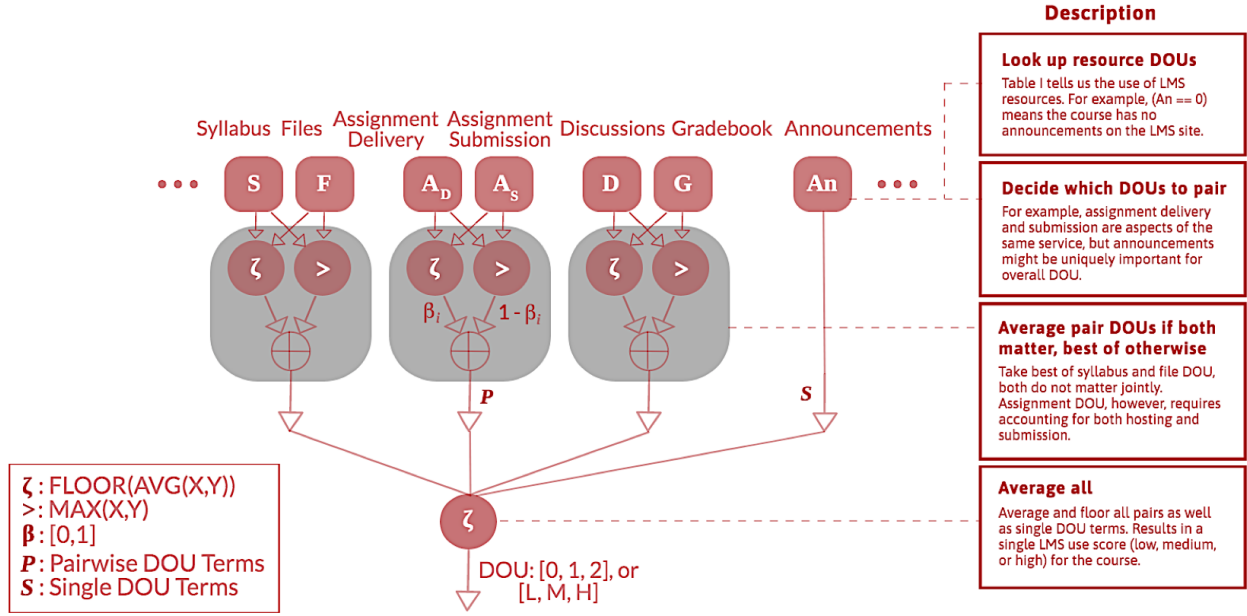 Description
Look up resource DOUs
Table I tells us the use of LMS
resources. For example, (An == 0)
means the course has no
announcements on the LMS site.
Decide which DOUs to pair
For example, assignment delivery
and submission are aspects of the
same service, but announcements
might be uniquely important for
overall DOU.
Average pair DOUs if both
matter, best of otherwise
Take best of syllabus and file DOU,
both do not matter jointly.
Assignment DOU, however, requires
accounting for both hosting and
submission.
Average all
Average and floor all pairs as well
as single DOU terms. Results in a
single LMS use score (low, medium,
or high) for the course.
Syllabus Files Assignment Delivery Assignment Submission Discussions Gradebook Announcements
... S F A_D A_S D G An ...
ζ > ζ > ζ >
β_i 1 - β_i
P S
ζ
DOU: [0, 1, 2], or
[L, M, H]
ζ : FLOOR(AVG(X,Y))
>: MAX(X,Y)
β : [0,1]
P : Pairwise DOU Terms
S : Single DOU Terms